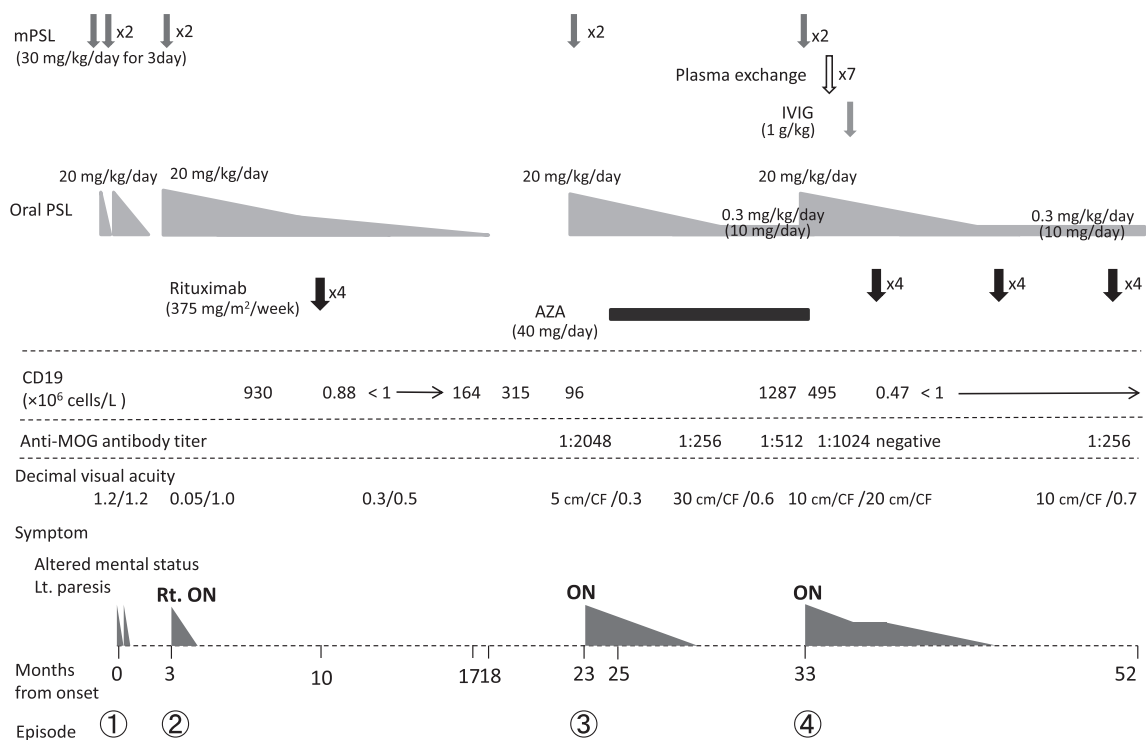 mPSL
x2
x2
x2
x2
(30 mg/kg/day for 3day)
Plasma exchange
x7
IVIG
(1 g/kg)
20 mg/kg/day
20 mg/kg/day
20 mg/kg/day
20 mg/kg/day
Oral PSL
0.3 mg/kg/day
(10 mg/day)
0.3 mg/kg/day
(10 mg/day)
Rituximab
(375 mg/m²/week)
x4
x4
x4
x4
AZA
(40 mg/day)
CD19
(×10⁶ cells/L )
930 0.88 < 1 164 315 96 1287 495 0.47 < 1
Anti-MOG antibody titer
1:2048 1:256 1:512 1:1024 negative 1:256
Decimal visual acuity
1.2/1.2 0.05/1.0 0.3/0.5 5 cm/CF /0.3 30 cm/CF /0.6 10 cm/CF /20 cm/CF 10 cm/CF /0.7
Symptom
Altered mental status
Lt. paresis
Rt. ON
ON
ON
Months
from onset
0 3 10 17 18 23 25 33 52
Episode
① ② ③ ④